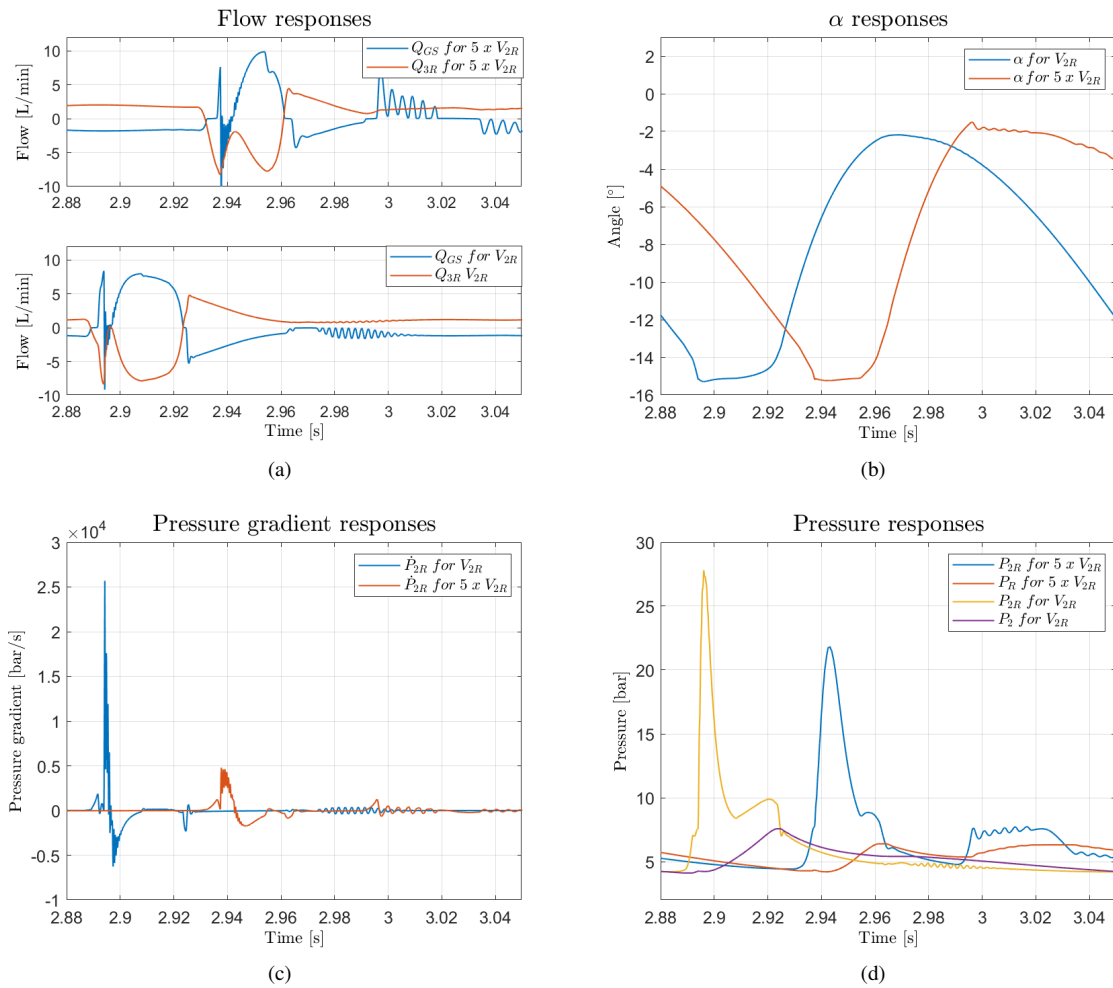 Flow responses
10
5
0
-5
-10
Flow [L/min]
Q_GS for 5 x V_2R
Q_3R for 5 x V_2R
2.88 2.9 2.92 2.94 2.96 2.98 3 3.02 3.04
10
5
0
-5
-10
Flow [L/min]
Q_GS for V_2R
Q_3R V_2R
2.88 2.9 2.92 2.94 2.96 2.98 3 3.02 3.04
Time [s]
(a)
α responses
2
0
-2
-4
-6
-8
-10
-12
-14
-16
Angle [°]
α for V_2R
α for 5 x V_2R
2.88 2.9 2.92 2.94 2.96 2.98 3 3.02 3.04
Time [s]
(b)
Pressure gradient responses
×10⁴
3
2.5
2
1.5
1
0.5
0
-0.5
-1
Pressure gradient [bar/s]
Ṗ_2R for V_2R
Ṗ_2R for 5 x V_2R
2.88 2.9 2.92 2.94 2.96 2.98 3 3.02 3.04
Time [s]
(c)
Pressure responses
30
25
20
15
10
5
Pressure [bar]
P_2R for 5 x V_2R
P_R for 5 x V_2R
P_2R for V_2R
P_2 for V_2R
2.88 2.9 2.92 2.94 2.96 2.98 3 3.02 3.04
Time [s]
(d)